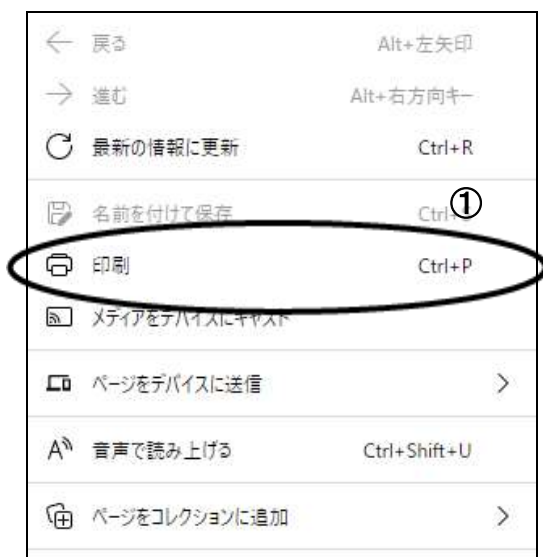 戻る Alt+左矢印
進む Alt+右方向キー
最新の情報に更新 Ctrl+R
①
名前を付けて保存 Ctrl+
印刷 Ctrl+P
メディアをデバイスにキャスト
ページをデバイスに送信
音声で読み上げる Ctrl+Shift+U
ページをコレクションに追加